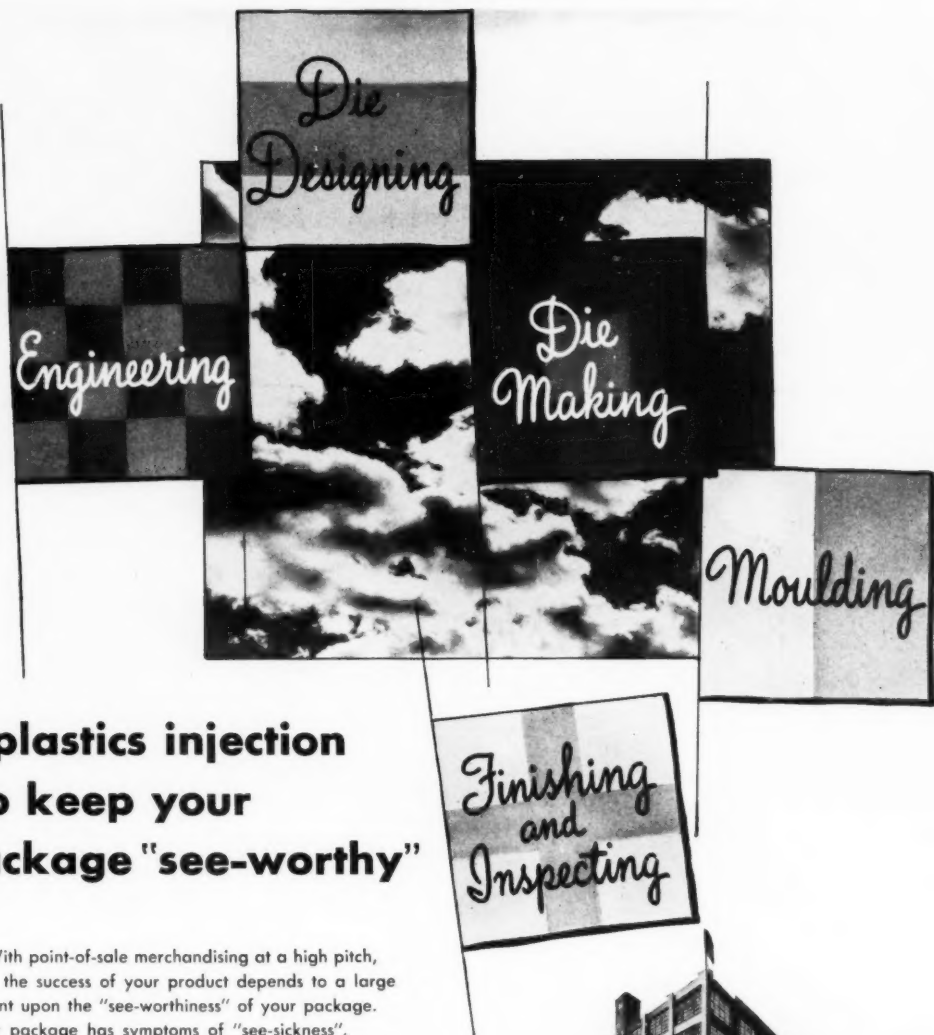 Die
Designing
Engineering
Die
Making
Moulding
Finishing
and
Inspecting
plastics injection
keep your
package "see-worthy"
With point-of-sale merchandising at a high pitch,
the success of your product depends to a large
upon the "see-worthiness" of your package.
package has symptoms of "see-sickness",